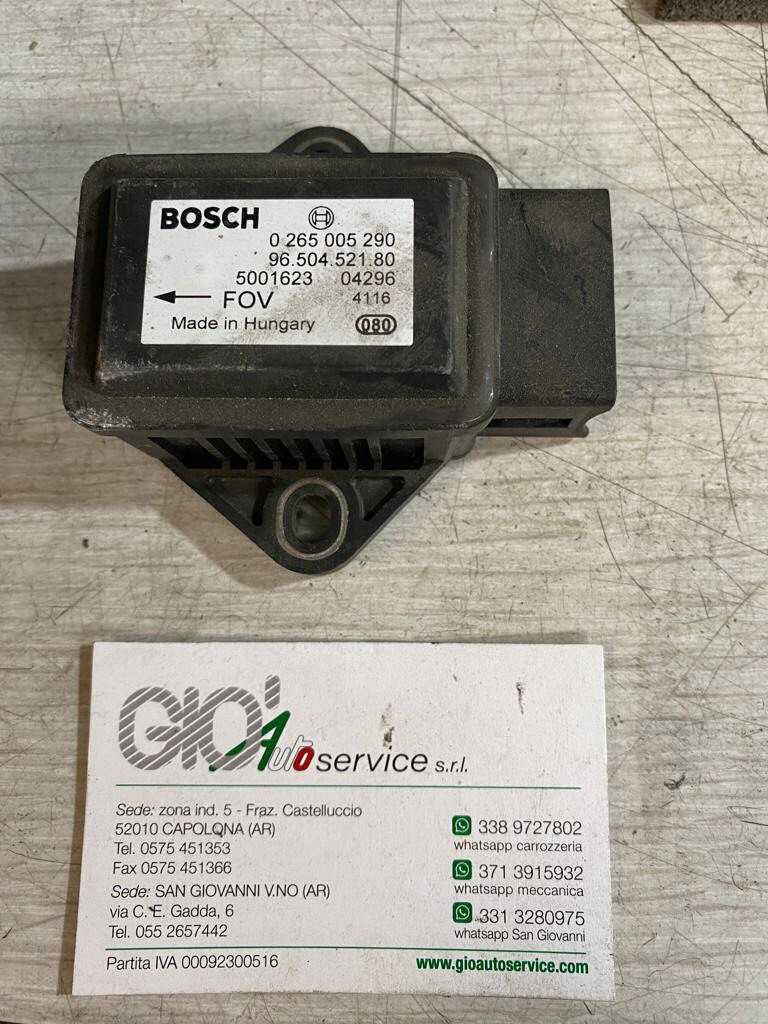 BOSCH
0 265 005 290
96.504.521.80
5001623 04296
FOV 4116
Made in Hungary 080
GIO' Auto service s.r.l.
Sede: zona ind. 5 - Fraz. Castelluccio
52010 CAPOLONA (AR)
Tel. 0575 451353
Fax 0575 451366
Sede: SAN GIOVANNI V.NO (AR)
via C. E. Gadda, 6
Tel. 055 2657442
338 9727802
whatsapp carrozzeria
371 3915932
whatsapp meccanica
331 3280975
whatsapp San Giovanni
Partita IVA 00092300516
www.gioautoservice.com